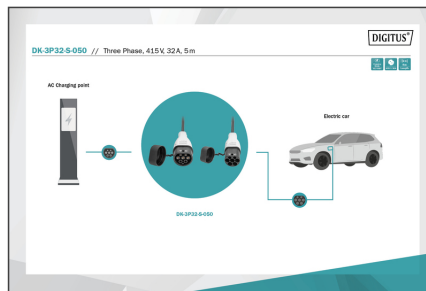 DIGITUS®
DK-3P32-S-050 // Three Phase, 415 V, 32 A, 5 m
AC Charging point
Electric car
DK-3P32-S-050